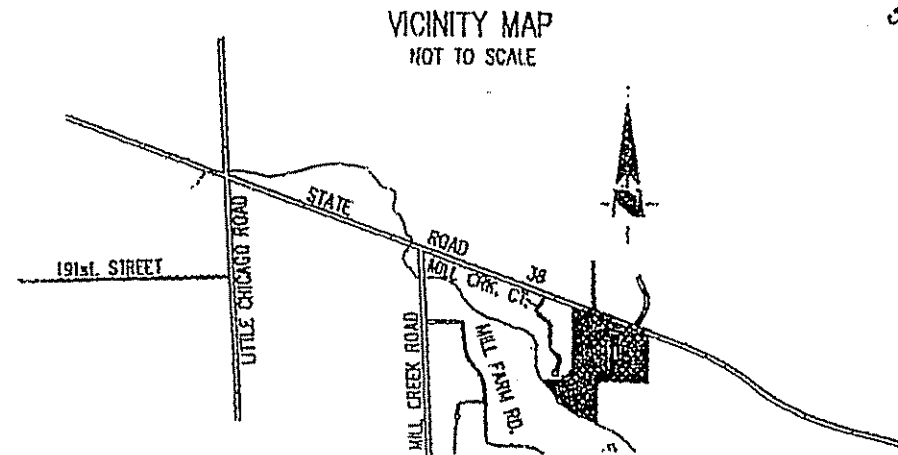 VICINITY MAP
NOT TO SCALE
STATE
ROAD
38
191st. STREET
LITTLE CHICAGO ROAD
MILL CRK. CT.
MILL CREEK ROAD
MILL FARM RD.